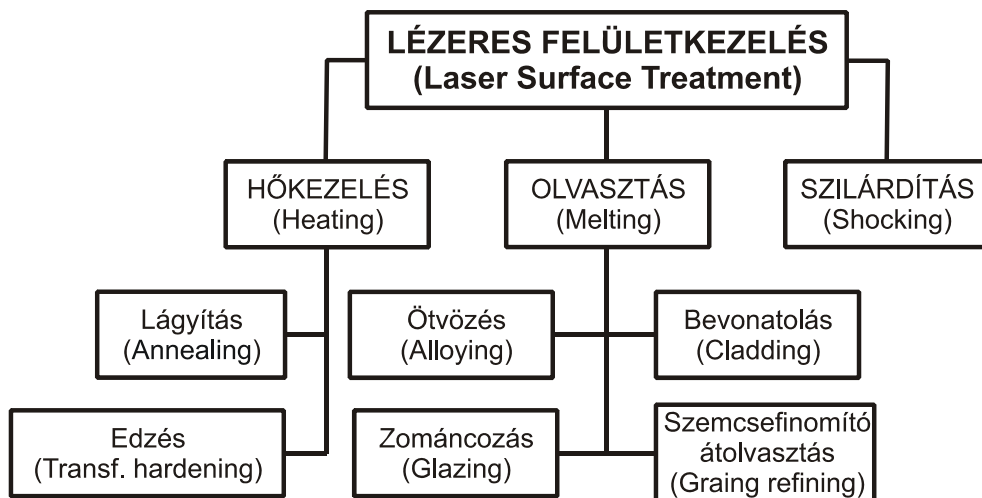 LÉZERES FELÜLETKEZELÉS
(Laser Surface Treatment)
HŐKEZELÉS
(Heating)
OLVASZTÁS
(Melting)
SZILÁRDÍTÁS
(Shocking)
Lágyítás
(Annealing)
Ötvözés
(Alloying)
Bevonatolás
(Cladding)
Edzés
(Transf. hardening)
Zománcozás
(Glazing)
Szemcsefinomító
átolvasztás
(Graing refining)